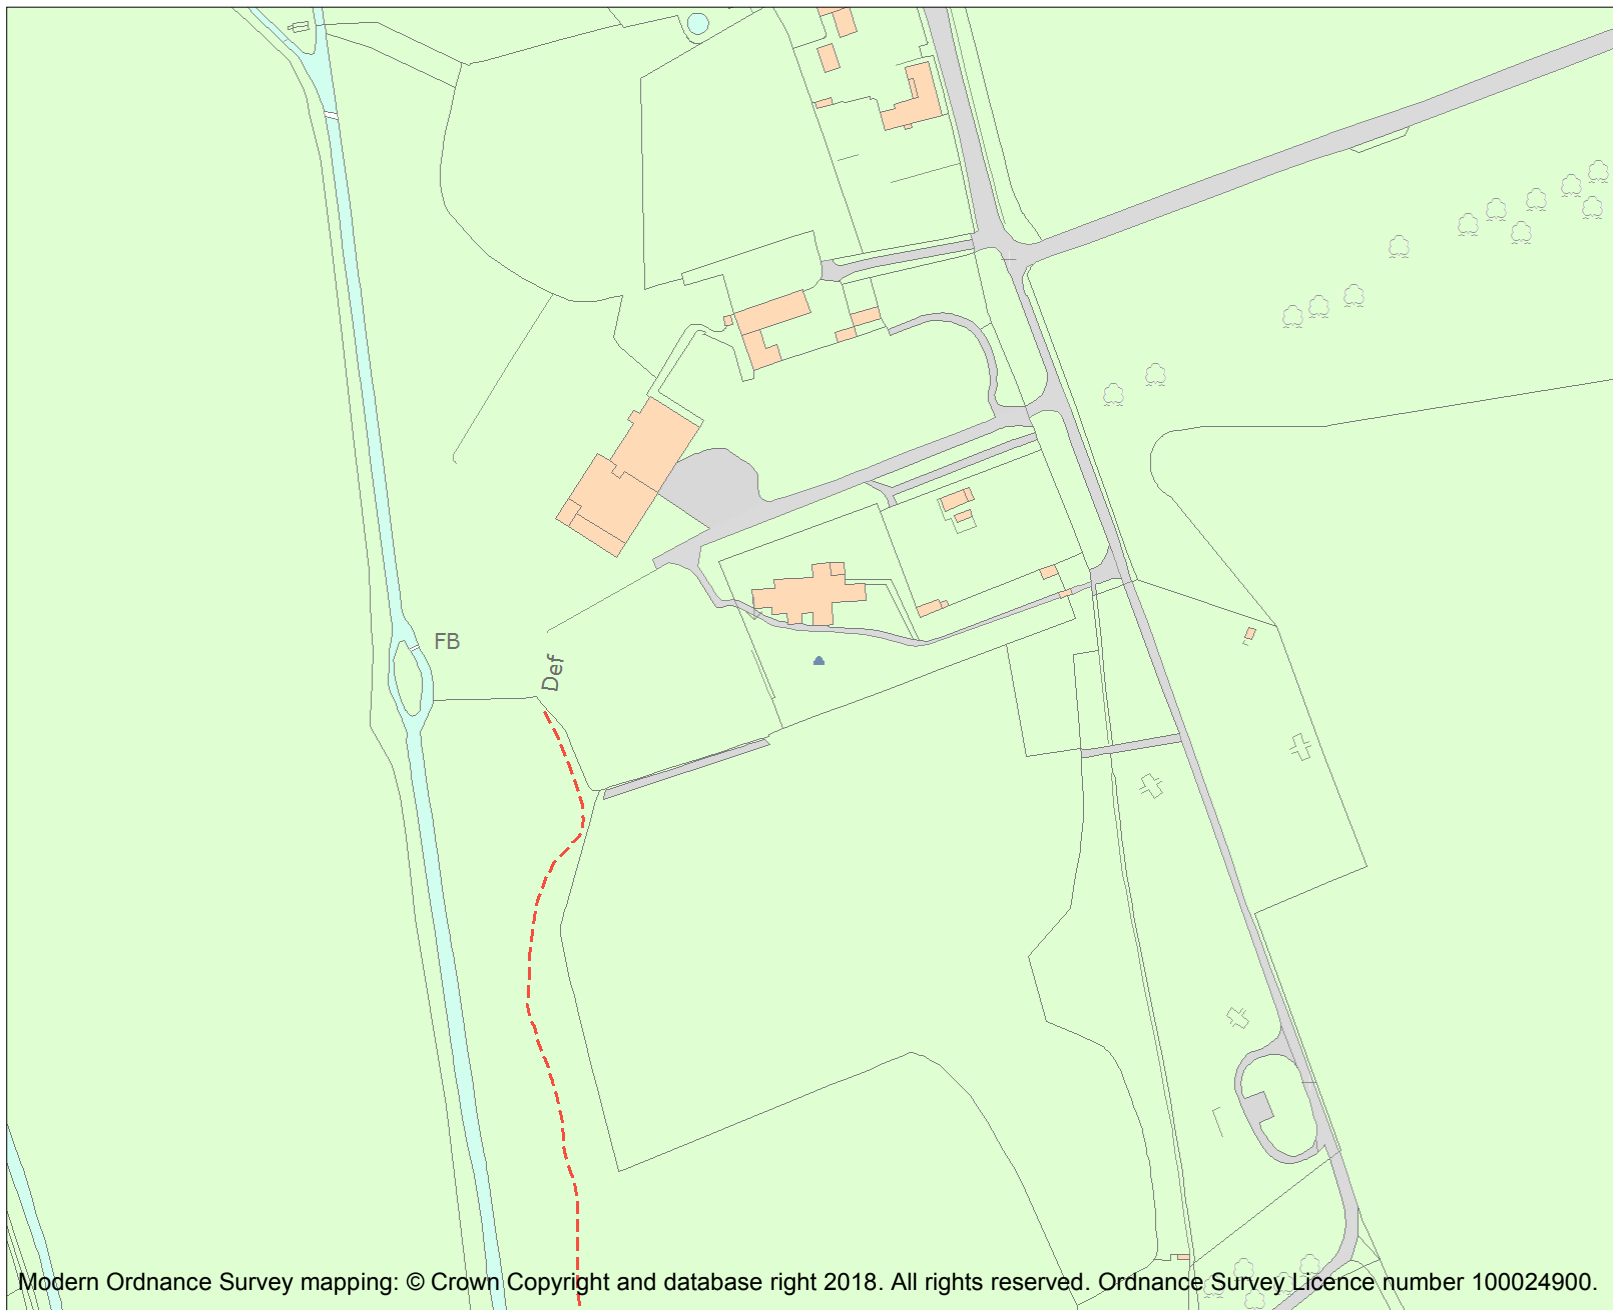 FB
Def
Modern Ordnance Survey mapping: © Crown Copyright and database right 2018. All rights reserved. Ordnance Survey Licence number 100024900.